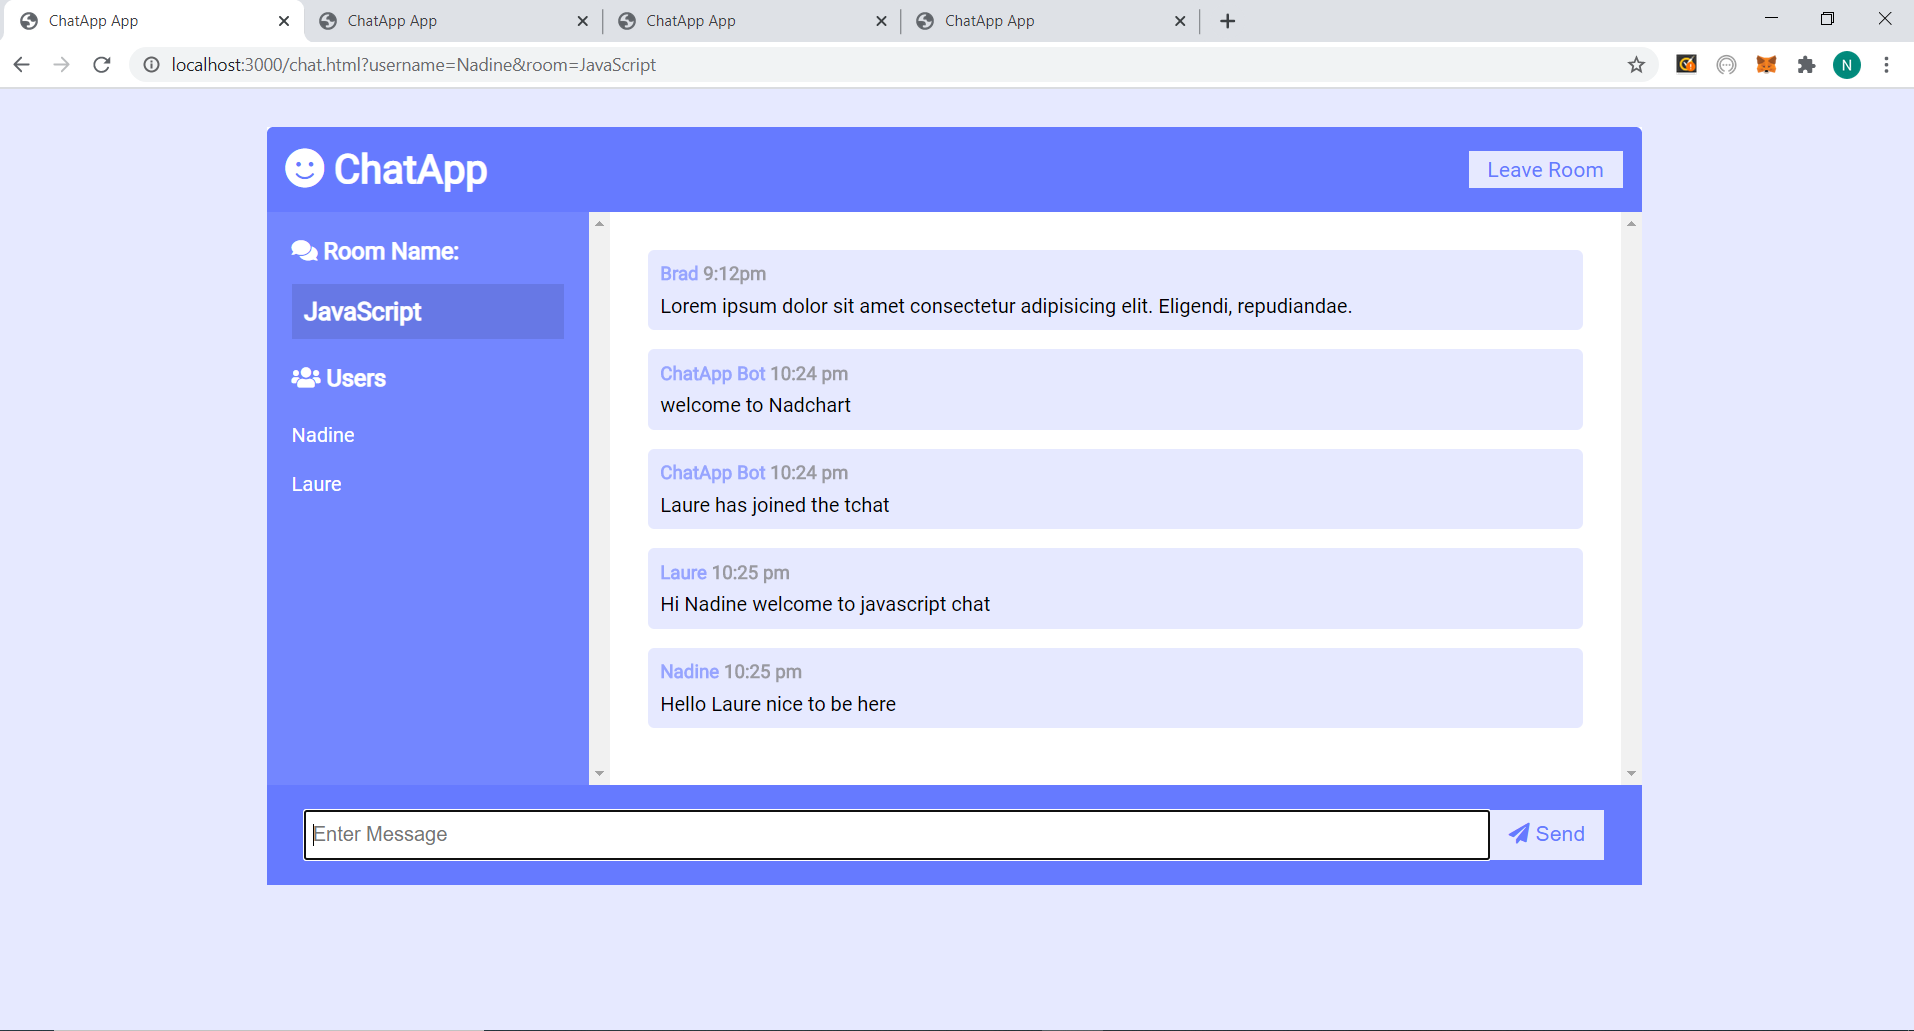 ChatApp App
ChatApp App
ChatApp App
ChatApp App
localhost:3000/chat.html?username=Nadine&room=JavaScript
N
ChatApp
Leave Room
Room Name:
JavaScript
Users
Nadine
Laure
Brad 9:12pm
Lorem ipsum dolor sit amet consectetur adipisicing elit. Eligendi, repudiandae.
ChatApp Bot 10:24 pm
welcome to Nadchart
ChatApp Bot 10:24 pm
Laure has joined the tchat
Laure 10:25 pm
Hi Nadine welcome to javascript chat
Nadine 10:25 pm
Hello Laure nice to be here
Enter Message
Send